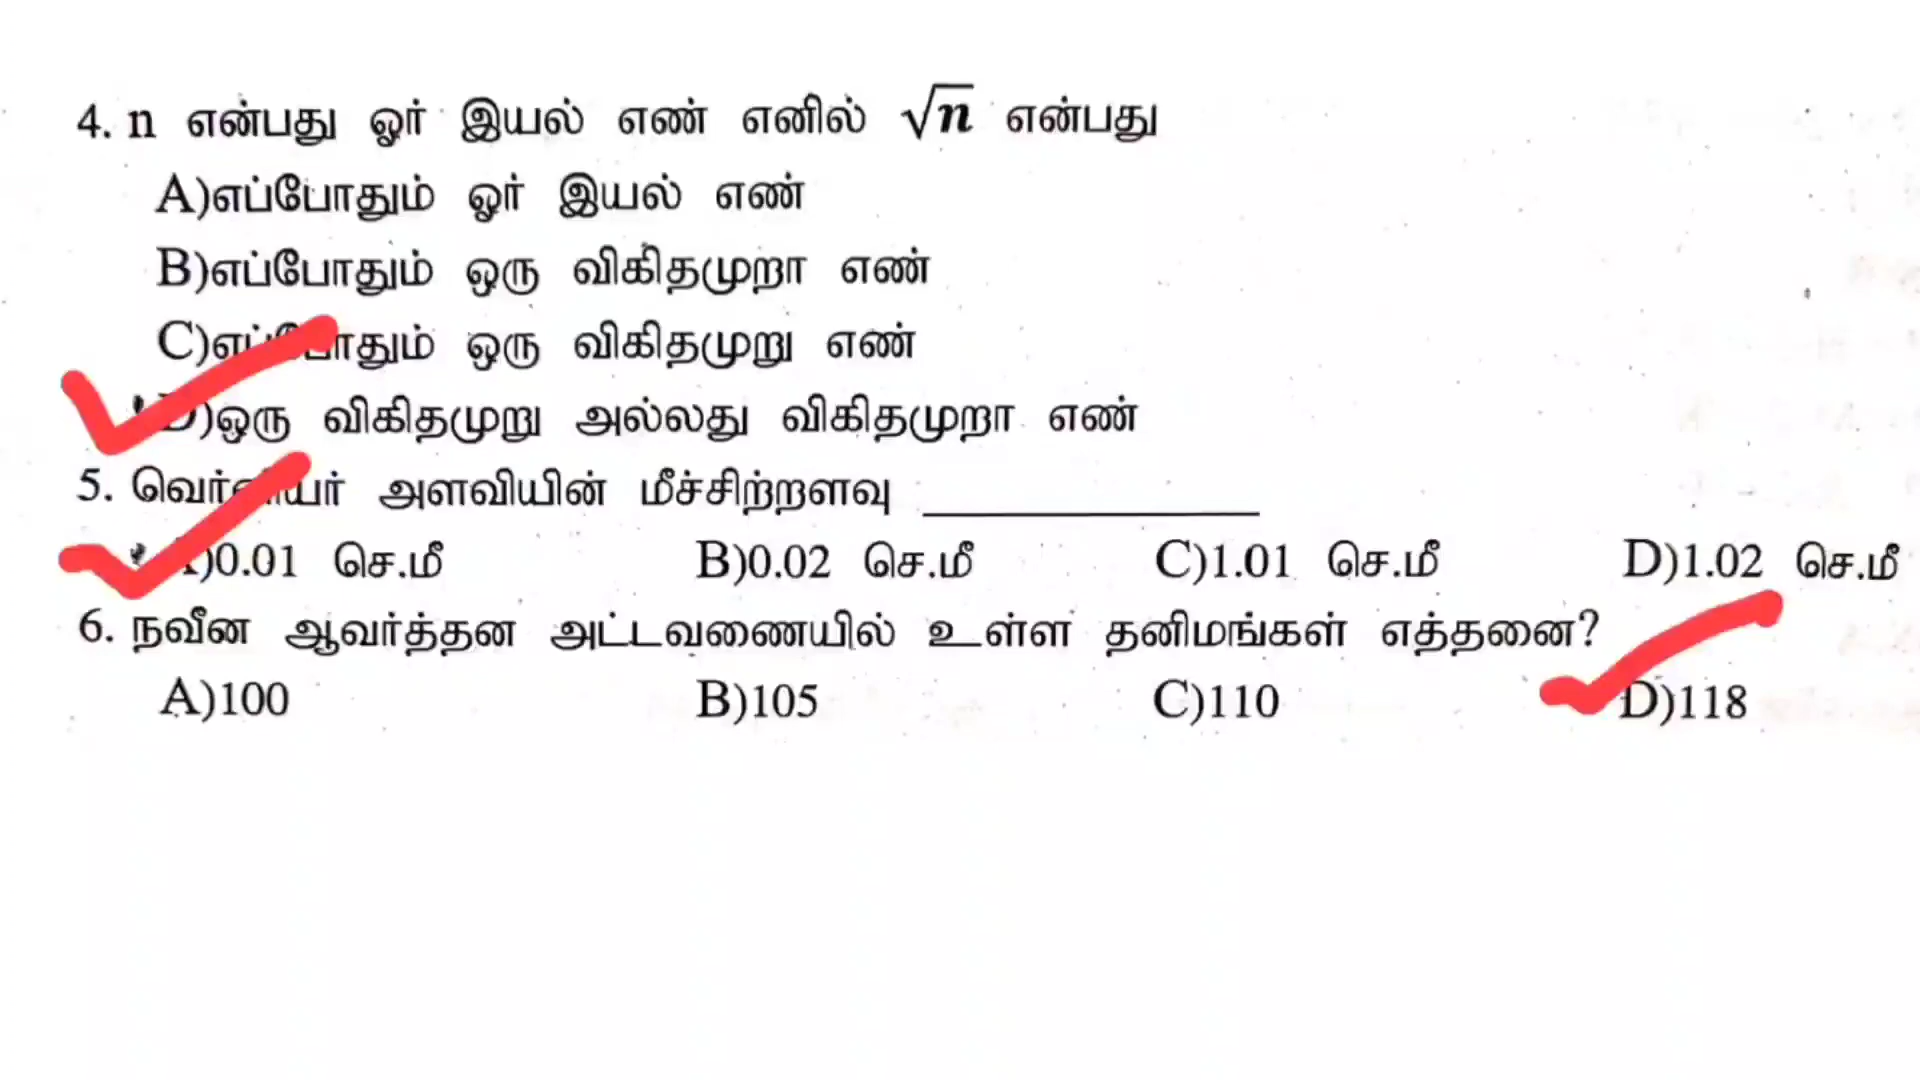 4. n என்பது ஓர் இயல் எண் எனில் √n என்பது
A)எப்போதும் ஓர் இயல் எண்
B)எப்போதும் ஒரு விகிதமுறா எண்
C)எப்போதும் ஒரு விகிதமுறு எண்
D)ஒரு விகிதமுறு அல்லது விகிதமுறா எண்
5. வெர்னியர் அளவியின் மீச்சிற்றளவு ____________
A)0.01 செ.மீ B)0.02 செ.மீ C)1.01 செ.மீ D)1.02 செ.மீ
6. நவீன ஆவர்த்தன அட்டவணையில் உள்ள தனிமங்கள் எத்தனை?
A)100 B)105 C)110 D)118